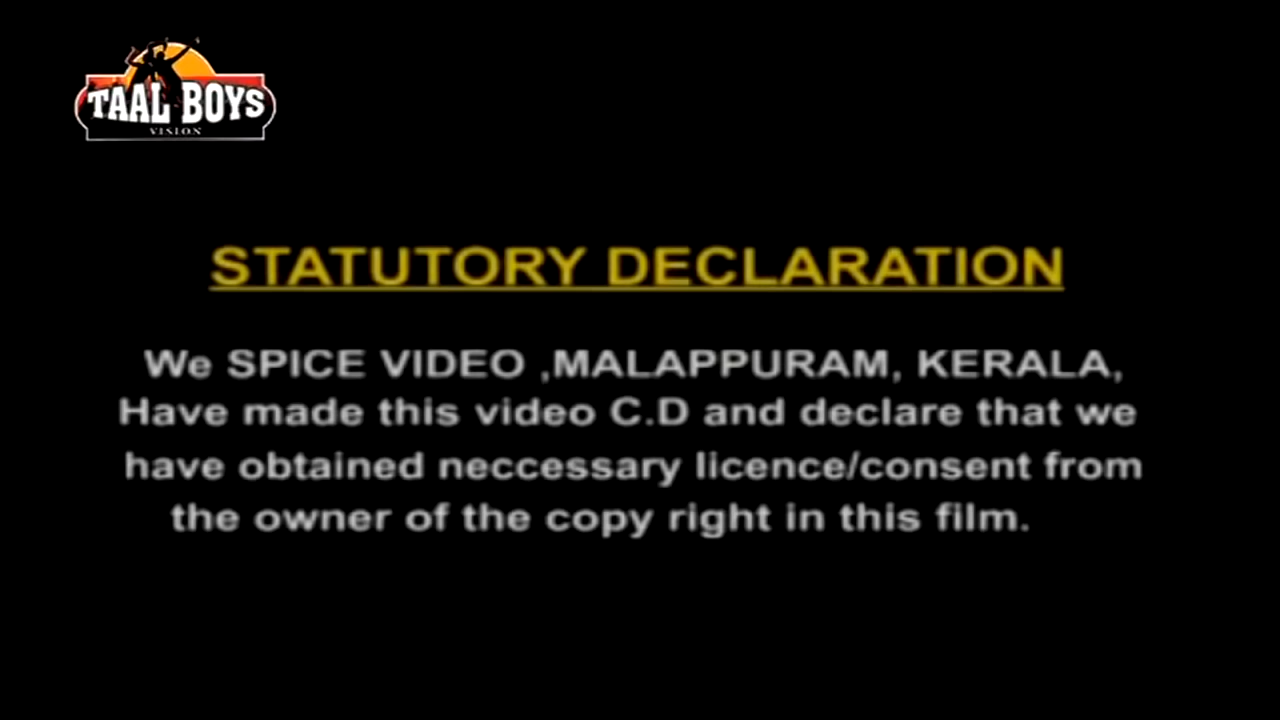 TAAL BOYS
VISION
STATUTORY DECLARATION
We SPICE VIDEO ,MALAPPURAM, KERALA,
Have made this video C.D and declare that we
have obtained neccessary licence/consent from
the owner of the copy right in this film.